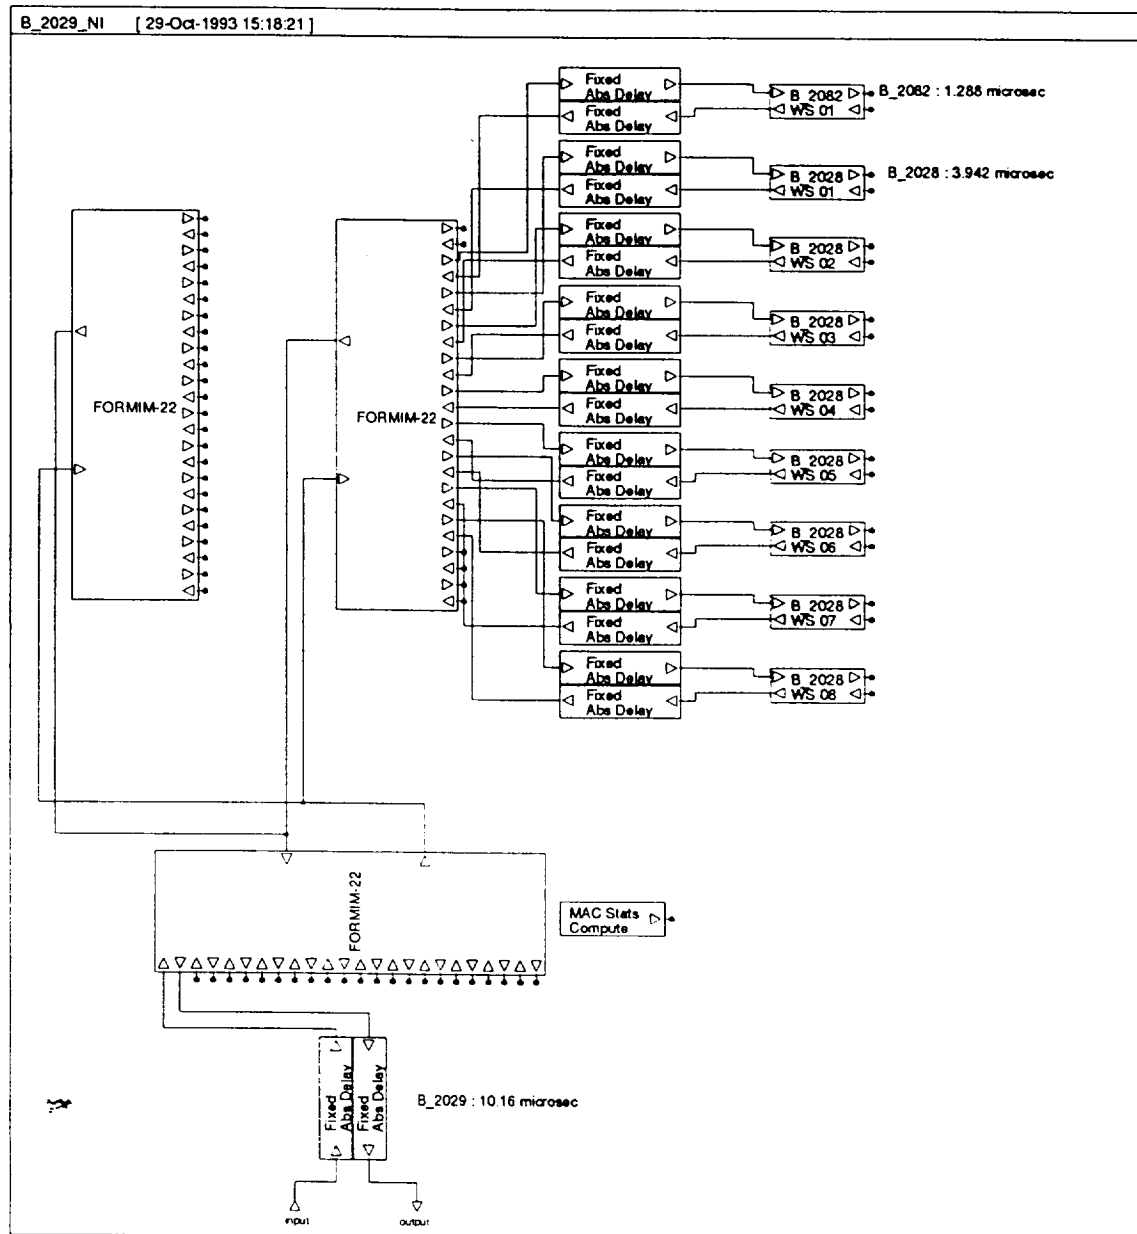 B_2029_NI [ 29-Oct-1993 15:18:21 ]
Fixed
Abs Delay
Fixed
Abs Delay
B_2082
WS 01
B_2082 : 1.288 microsec
Fixed
Abs Delay
Fixed
Abs Delay
B_2028
WS 01
B_2028 : 3.942 microsec
Fixed
Abs Delay
Fixed
Abs Delay
B_2028
WS 02
Fixed
Abs Delay
Fixed
Abs Delay
B_2028
WS 03
Fixed
Abs Delay
Fixed
Abs Delay
B_2028
WS 04
Fixed
Abs Delay
Fixed
Abs Delay
B_2028
WS 05
Fixed
Abs Delay
Fixed
Abs Delay
B_2028
WS 06
Fixed
Abs Delay
Fixed
Abs Delay
B_2028
WS 07
Fixed
Abs Delay
Fixed
Abs Delay
B_2028
WS 08
FORMIM-22
FORMIM-22
FORMIM-22
MAC Stats
Compute
Fixed
Abs Delay
Fixed
Abs Delay
B_2029 : 10.16 microsec
input
output